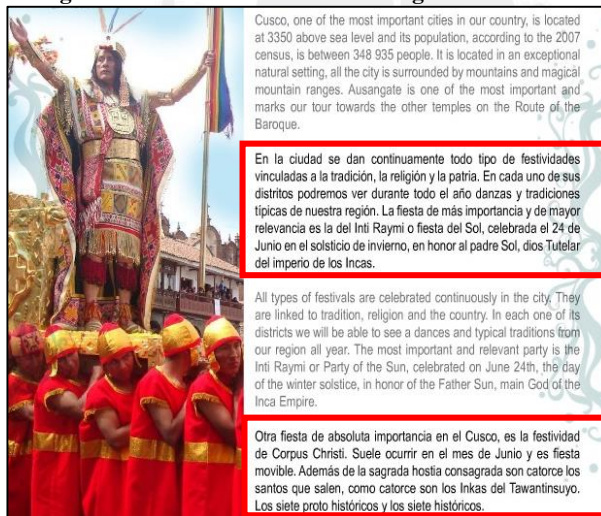 Cusco, one of the most important cities in our country, is located
at 3350 above sea level and its population, according to the 2007
census, is between 348 935 people. It is located in an exceptional
natural setting, all the city is surrounded by mountains and magical
mountain ranges. Ausangate is one of the most important and
marks our tour towards the other temples on the Route of the
Baroque.
En la ciudad se dan continuamente todo tipo de festividades
vinculadas a la tradición, la religión y la patria. En cada uno de sus
distritos podremos ver durante todo el año danzas y tradiciones
típicas de nuestra región. La fiesta de más importancia y de mayor
relevancia es la del Inti Raymi o fiesta del Sol, celebrada el 24 de
Junio en el solsticio de invierno, en honor al padre Sol, dios Tutelar
del imperio de los Incas.
All types of festivals are celebrated continuously in the city. They
are linked to tradition, religion and the country. In each one of its
districts we will be able to see a dances and typical traditions from
our region all year. The most important and relevant party is the
Inti Raymi or Party of the Sun, celebrated on June 24th, the day
of the winter solstice, in honor of the Father Sun, main God of the
Inca Empire.
Otra fiesta de absoluta importancia en el Cusco, es la festividad
de Corpus Christi. Suele ocurrir en el mes de Junio y es fiesta
movible. Además de la sagrada hostia consagrada son catorce los
santos que salen, como catorce son los Inkas del Tawantinsuyo.
Los siete proto históricos y los siete históricos.